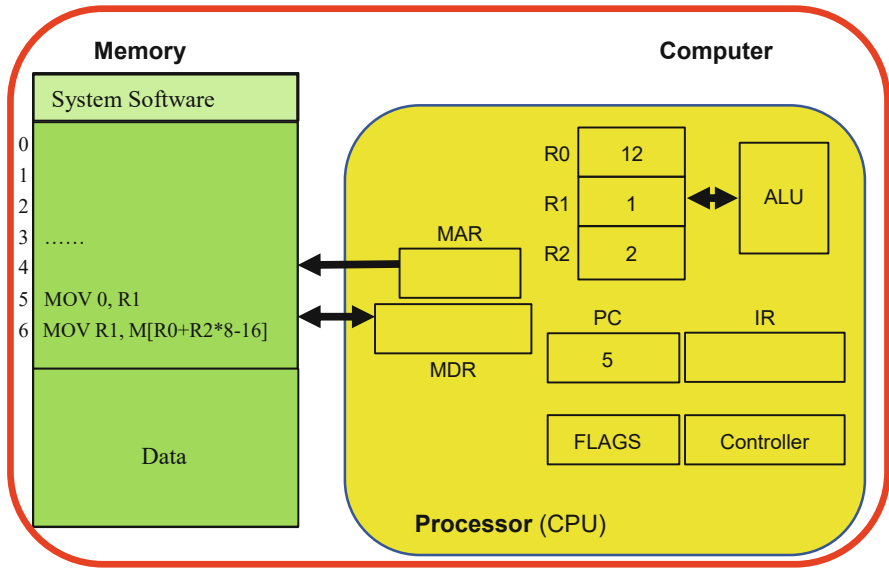 Memory
Computer
System Software
0
1
2
3 ......
4
5 MOV 0, R1
6 MOV R1, M[R0+R2*8-16]
Data
MAR
MDR
R0 12
R1 1
R2 2
ALU
PC
5
IR
FLAGS
Controller
Processor (CPU)